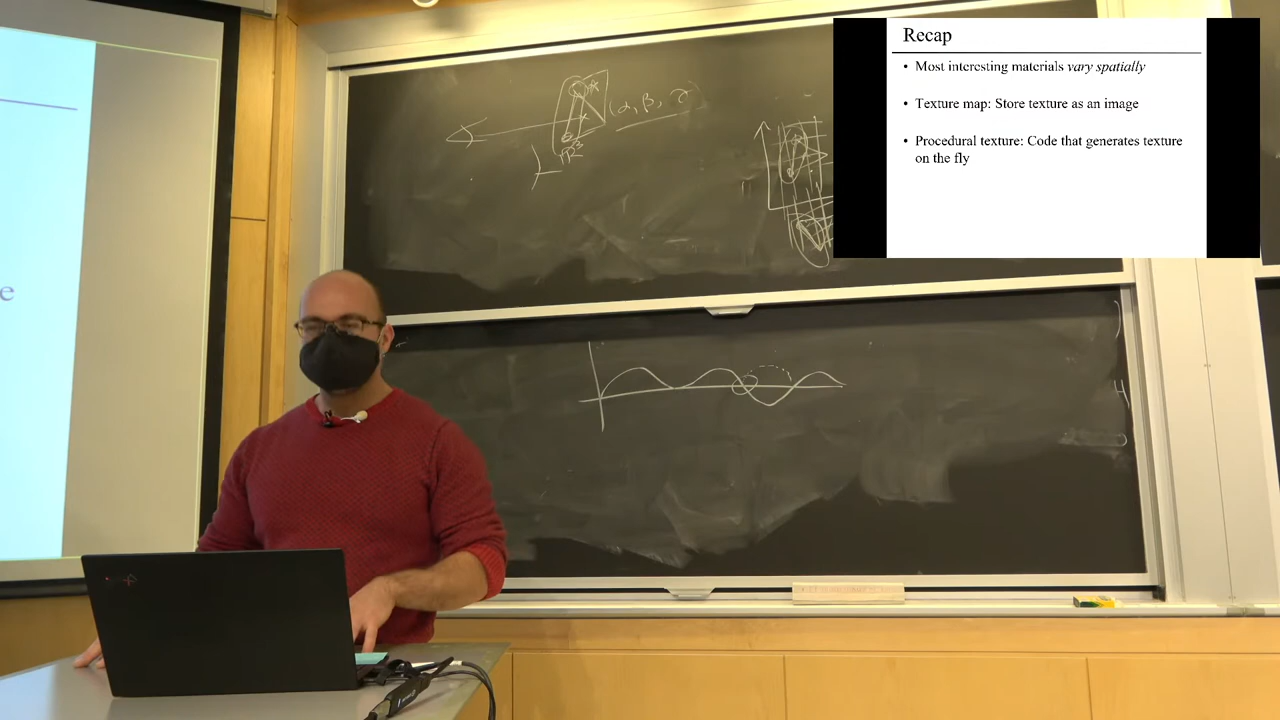 Recap
• Most interesting materials vary spatially
• Texture map: Store texture as an image
• Procedural texture: Code that generates texture
on the fly
(α, β, γ)
e